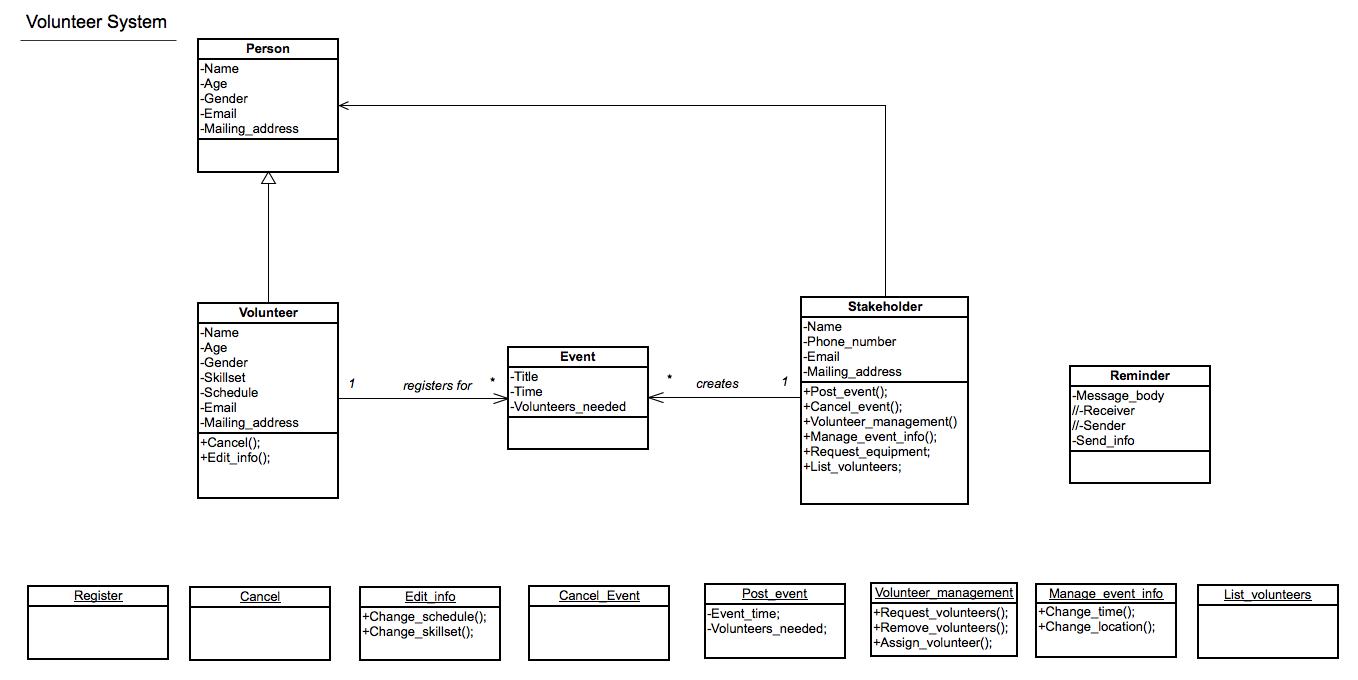 Volunteer System
Person
-Name
-Age
-Gender
-Email
-Mailing_address
Volunteer
-Name
-Age
-Gender
-Skillset
-Schedule
-Email
-Mailing_address
+Cancel();
+Edit_info();
1 registers for *
Event
-Title
-Time
-Volunteers_needed
* creates 1
Stakeholder
-Name
-Phone_number
-Email
-Mailing_address
+Post_event();
+Cancel_event();
+Volunteer_management()
+Manage_event_info();
+Request_equipment;
+List_volunteers;
Reminder
-Message_body
//-Receiver
//-Sender
-Send_info
Register
Cancel
Edit_info
+Change_schedule();
+Change_skillset();
Cancel_Event
Post_event
-Event_time;
-Volunteers_needed;
Volunteer_management
+Request_volunteers();
+Remove_volunteers();
+Assign_volunteer();
Manage_event_info
+Change_time();
+Change_location();
List_volunteers